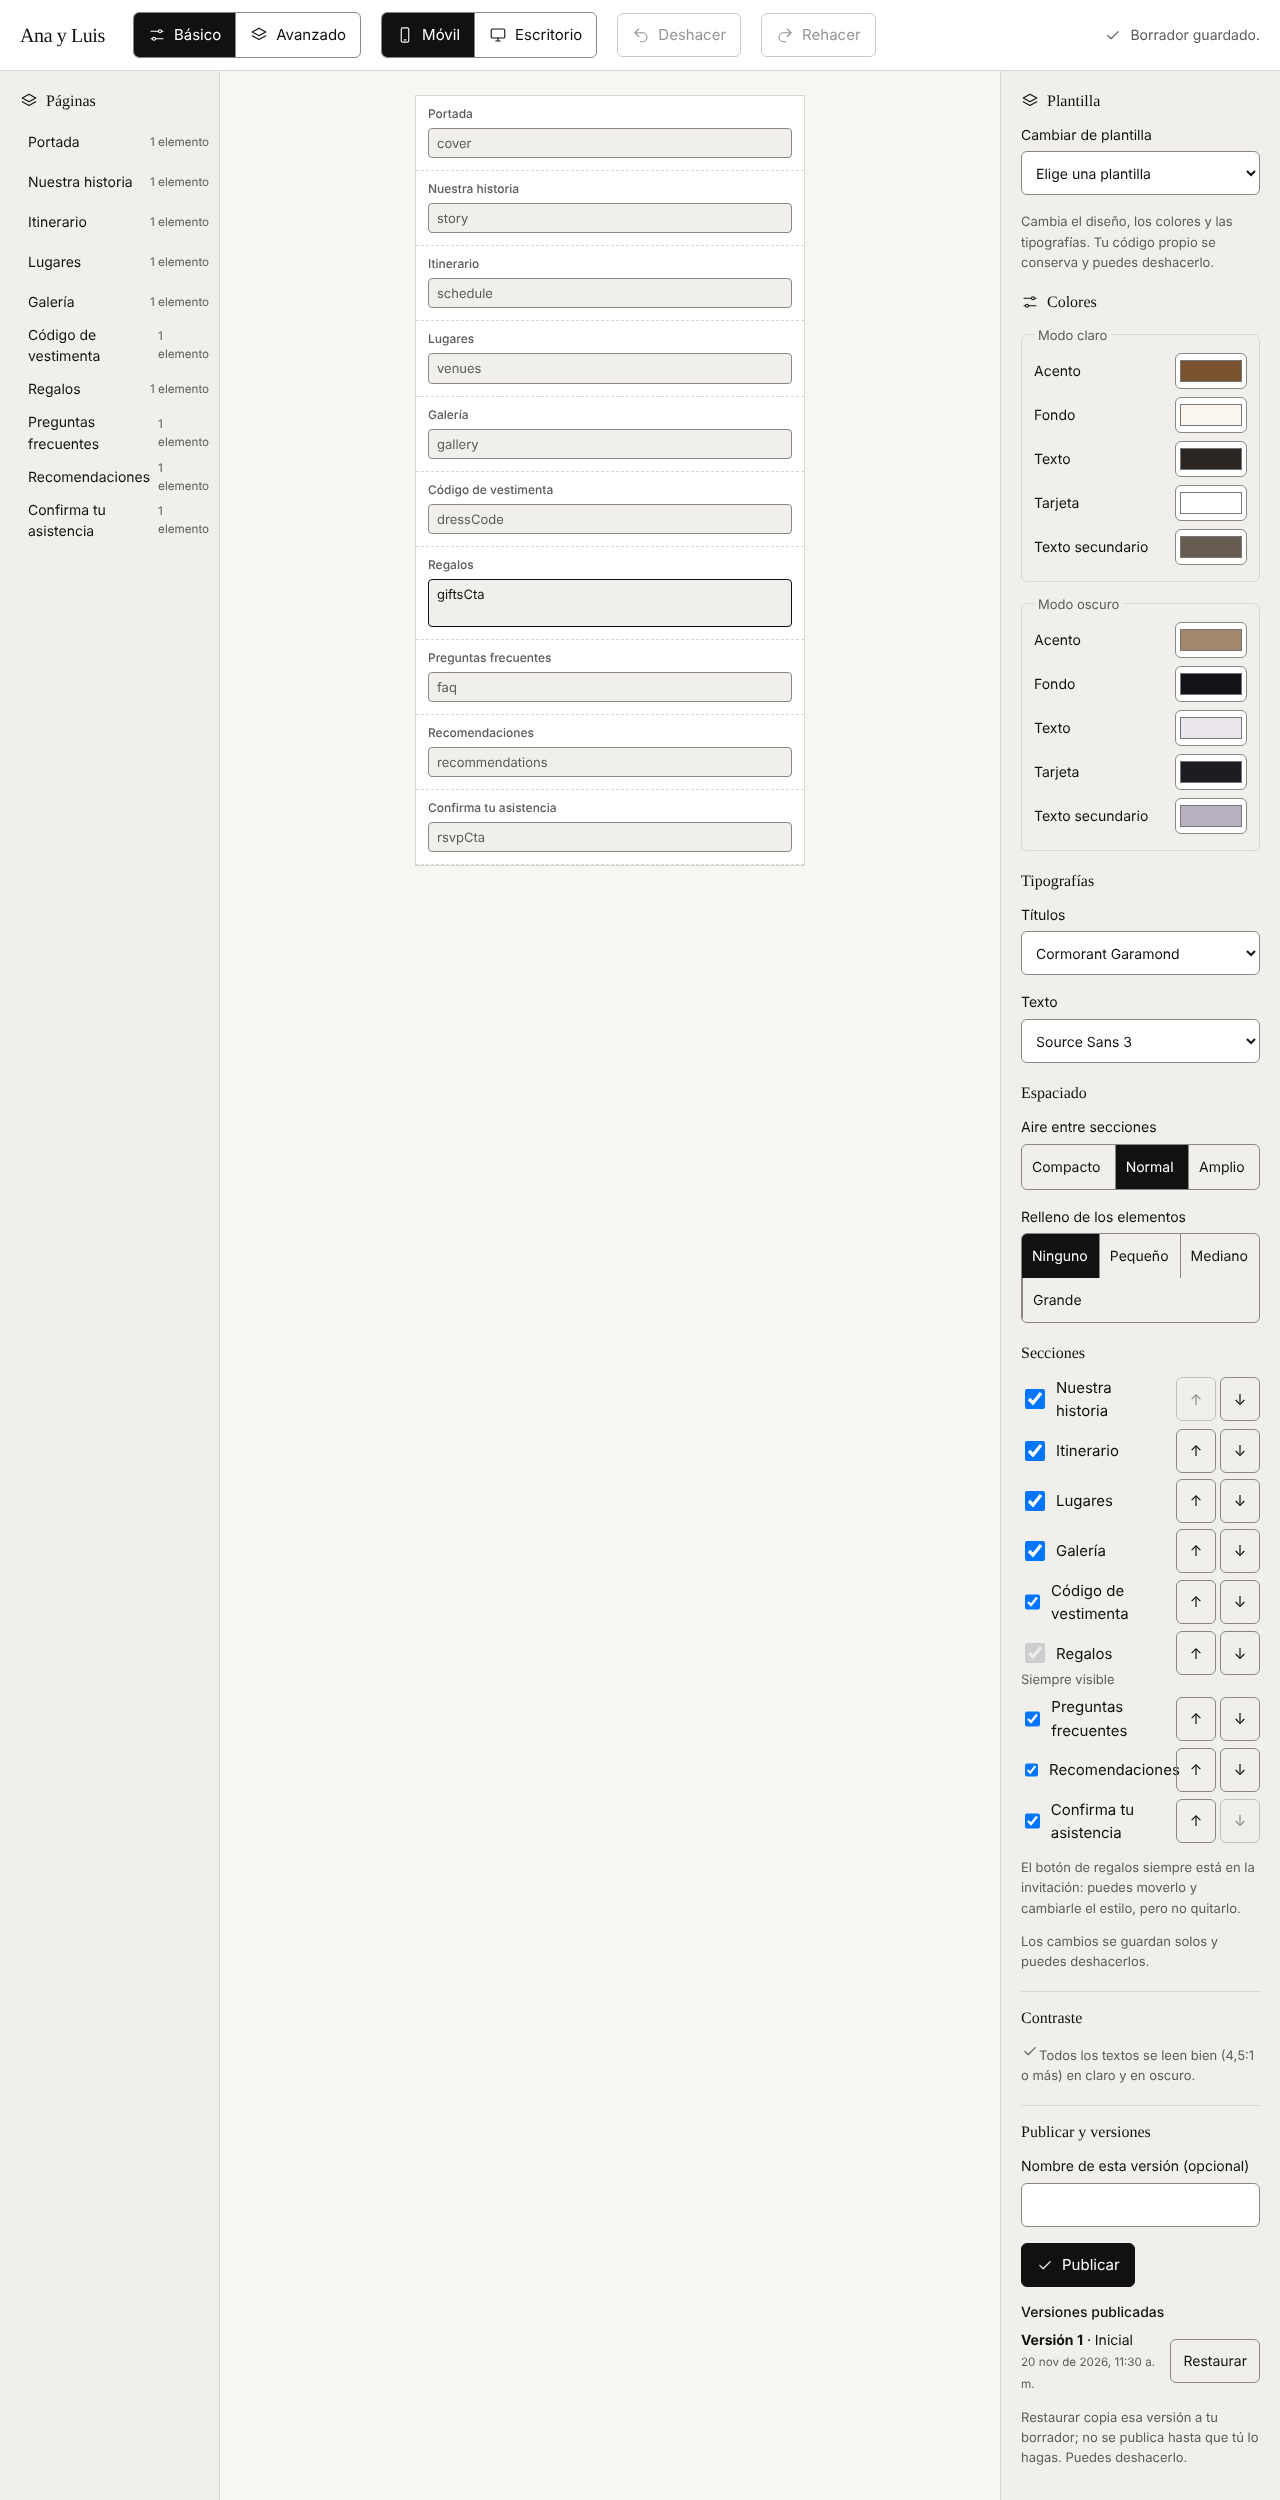 Ana y Luis
Básico
Avanzado
Móvil
Escritorio
Deshacer
Rehacer
Borrador guardado.
Páginas
Portada 1 elemento
Nuestra historia 1 elemento
Itinerario 1 elemento
Lugares 1 elemento
Galería 1 elemento
Código de
vestimenta
1
elemento
Regalos 1 elemento
Preguntas
frecuentes
1
elemento
Recomendaciones
1
elemento
Confirma tu
asistencia
1
elemento
Portada
cover
Nuestra historia
story
Itinerario
schedule
Lugares
venues
Galería
gallery
Código de vestimenta
dressCode
Regalos
giftsCta
Preguntas frecuentes
faq
Recomendaciones
recommendations
Confirma tu asistencia
rsvpCta
Plantilla
Cambiar de plantilla
Elige una plantilla
Cambia el diseño, los colores y las
tipografías. Tu código propio se
conserva y puedes deshacerlo.
Colores
Modo claro
Acento
Fondo
Texto
Tarjeta
Texto secundario
Modo oscuro
Acento
Fondo
Texto
Tarjeta
Texto secundario
Tipografías
Títulos
Cormorant Garamond
Texto
Source Sans 3
Espaciado
Aire entre secciones
Compacto
Normal
Amplio
Relleno de los elementos
Ninguno
Pequeño
Mediano
Grande
Secciones
Nuestra
historia
↑ ↓
Itinerario
↑ ↓
Lugares
↑ ↓
Galería
↑ ↓
Código de
vestimenta
↑ ↓
Regalos
↑ ↓
Siempre visible
Preguntas
frecuentes
↑ ↓
Recomendaciones
↑ ↓
Confirma tu
asistencia
↑ ↓
El botón de regalos siempre está en la
invitación: puedes moverlo y
cambiarle el estilo, pero no quitarlo.
Los cambios se guardan solos y
puedes deshacerlos.
Contraste
Todos los textos se leen bien (4,5:1
o más) en claro y en oscuro.
Publicar y versiones
Nombre de esta versión (opcional)
Publicar
Versiones publicadas
Versión 1 · Inicial
20 nov de 2026, 11:30 a.
m.
Restaurar
Restaurar copia esa versión a tu
borrador; no se publica hasta que tú lo
hagas. Puedes deshacerlo.